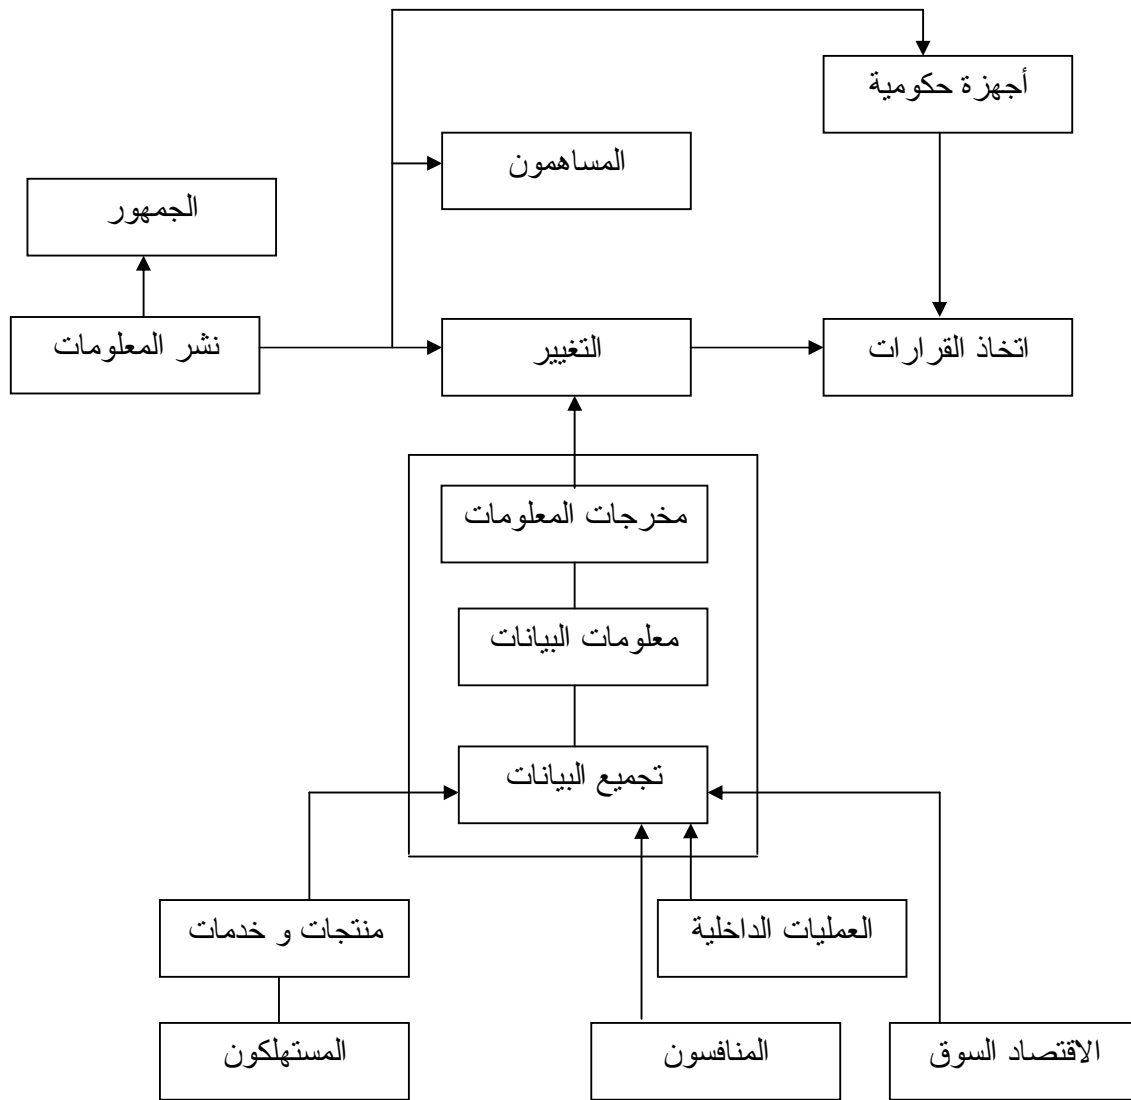 أجهزة حكومية
المساهمون
الجمهور
نشر المعلومات
التغيير
اتخاذ القرارات
مخرجات المعلومات
معلومات البيانات
تجميع البيانات
منتجات و خدمات
العمليات الداخلية
المستهلكون
المنافسون
الاقتصاد السوق